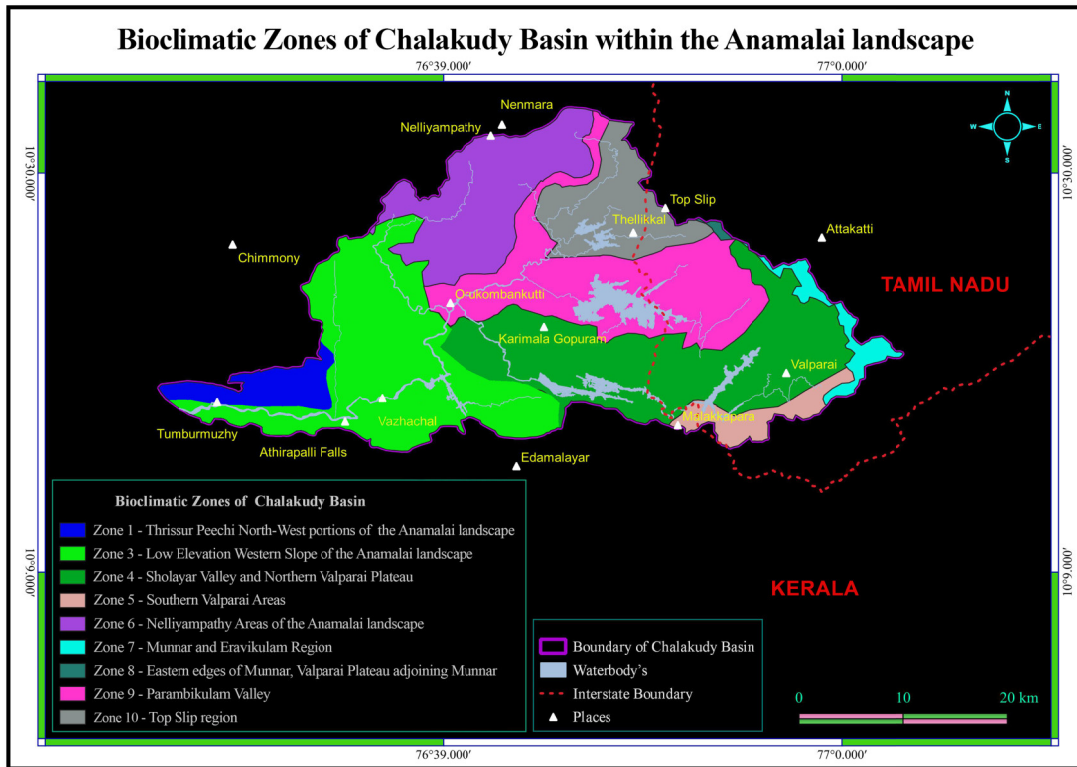 Bioclimatic Zones of Chalakudy Basin within the Anamalai landscape
76°39.000' 77°0.000'
N
W E
S
10°30.000' 10°30.000'
Nenmara
Nelliyampathy
Top Slip
Thellikkal
Attakatti
Chimmony
TAMIL NADU
O-ukombankutti
Karimala Gopuram
Valparai
Vazhachal
Malakkapara
Tumburmuzhy
Athirapalli Falls
Edamalayar
Bioclimatic Zones of Chalakudy Basin
Zone 1 - Thrissur Peechi North-West portions of the Anamalai landscape
Zone 3 - Low Elevation Western Slope of the Anamalai landscape
Zone 4 - Sholayar Valley and Northern Valparai Plateau
Zone 5 - Southern Valparai Areas
Zone 6 - Nelliyampathy Areas of the Anamalai landscape
Zone 7 - Munnar and Eravikulam Region
Zone 8 - Eastern edges of Munnar, Valparai Plateau adjoining Munnar
Zone 9 - Parambikulam Valley
Zone 10 - Top Slip region
KERALA
Boundary of Chalakudy Basin
Waterbody's
Interstate Boundary
Places
0 10 20 km
10°9.000' 10°9.000'
76°39.000' 77°0.000'